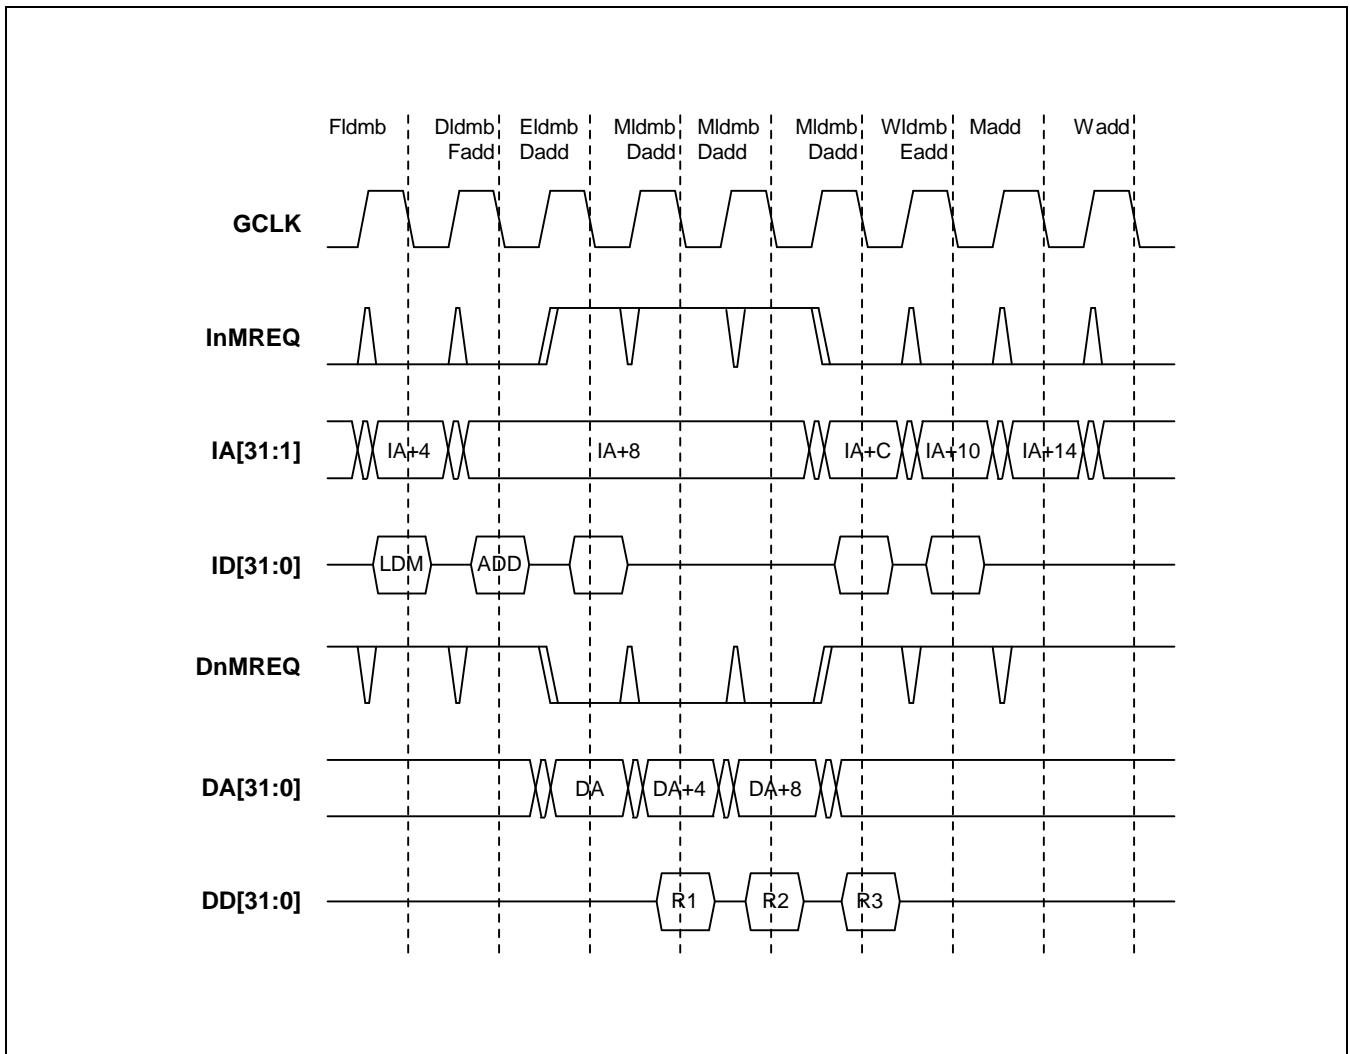 Fldmb Dldmb Eldmb Mldmb Mldmb Mldmb Wldmb Madd Wadd
Fadd Dadd Dadd Dadd Dadd Eadd
GCLK
InMREQ
IA[31:1] IA+4 IA+8 IA+C IA+10 IA+14
ID[31:0] LDM ADD
DnMREQ
DA[31:0] DA DA+4 DA+8
DD[31:0] R1 R2 R3